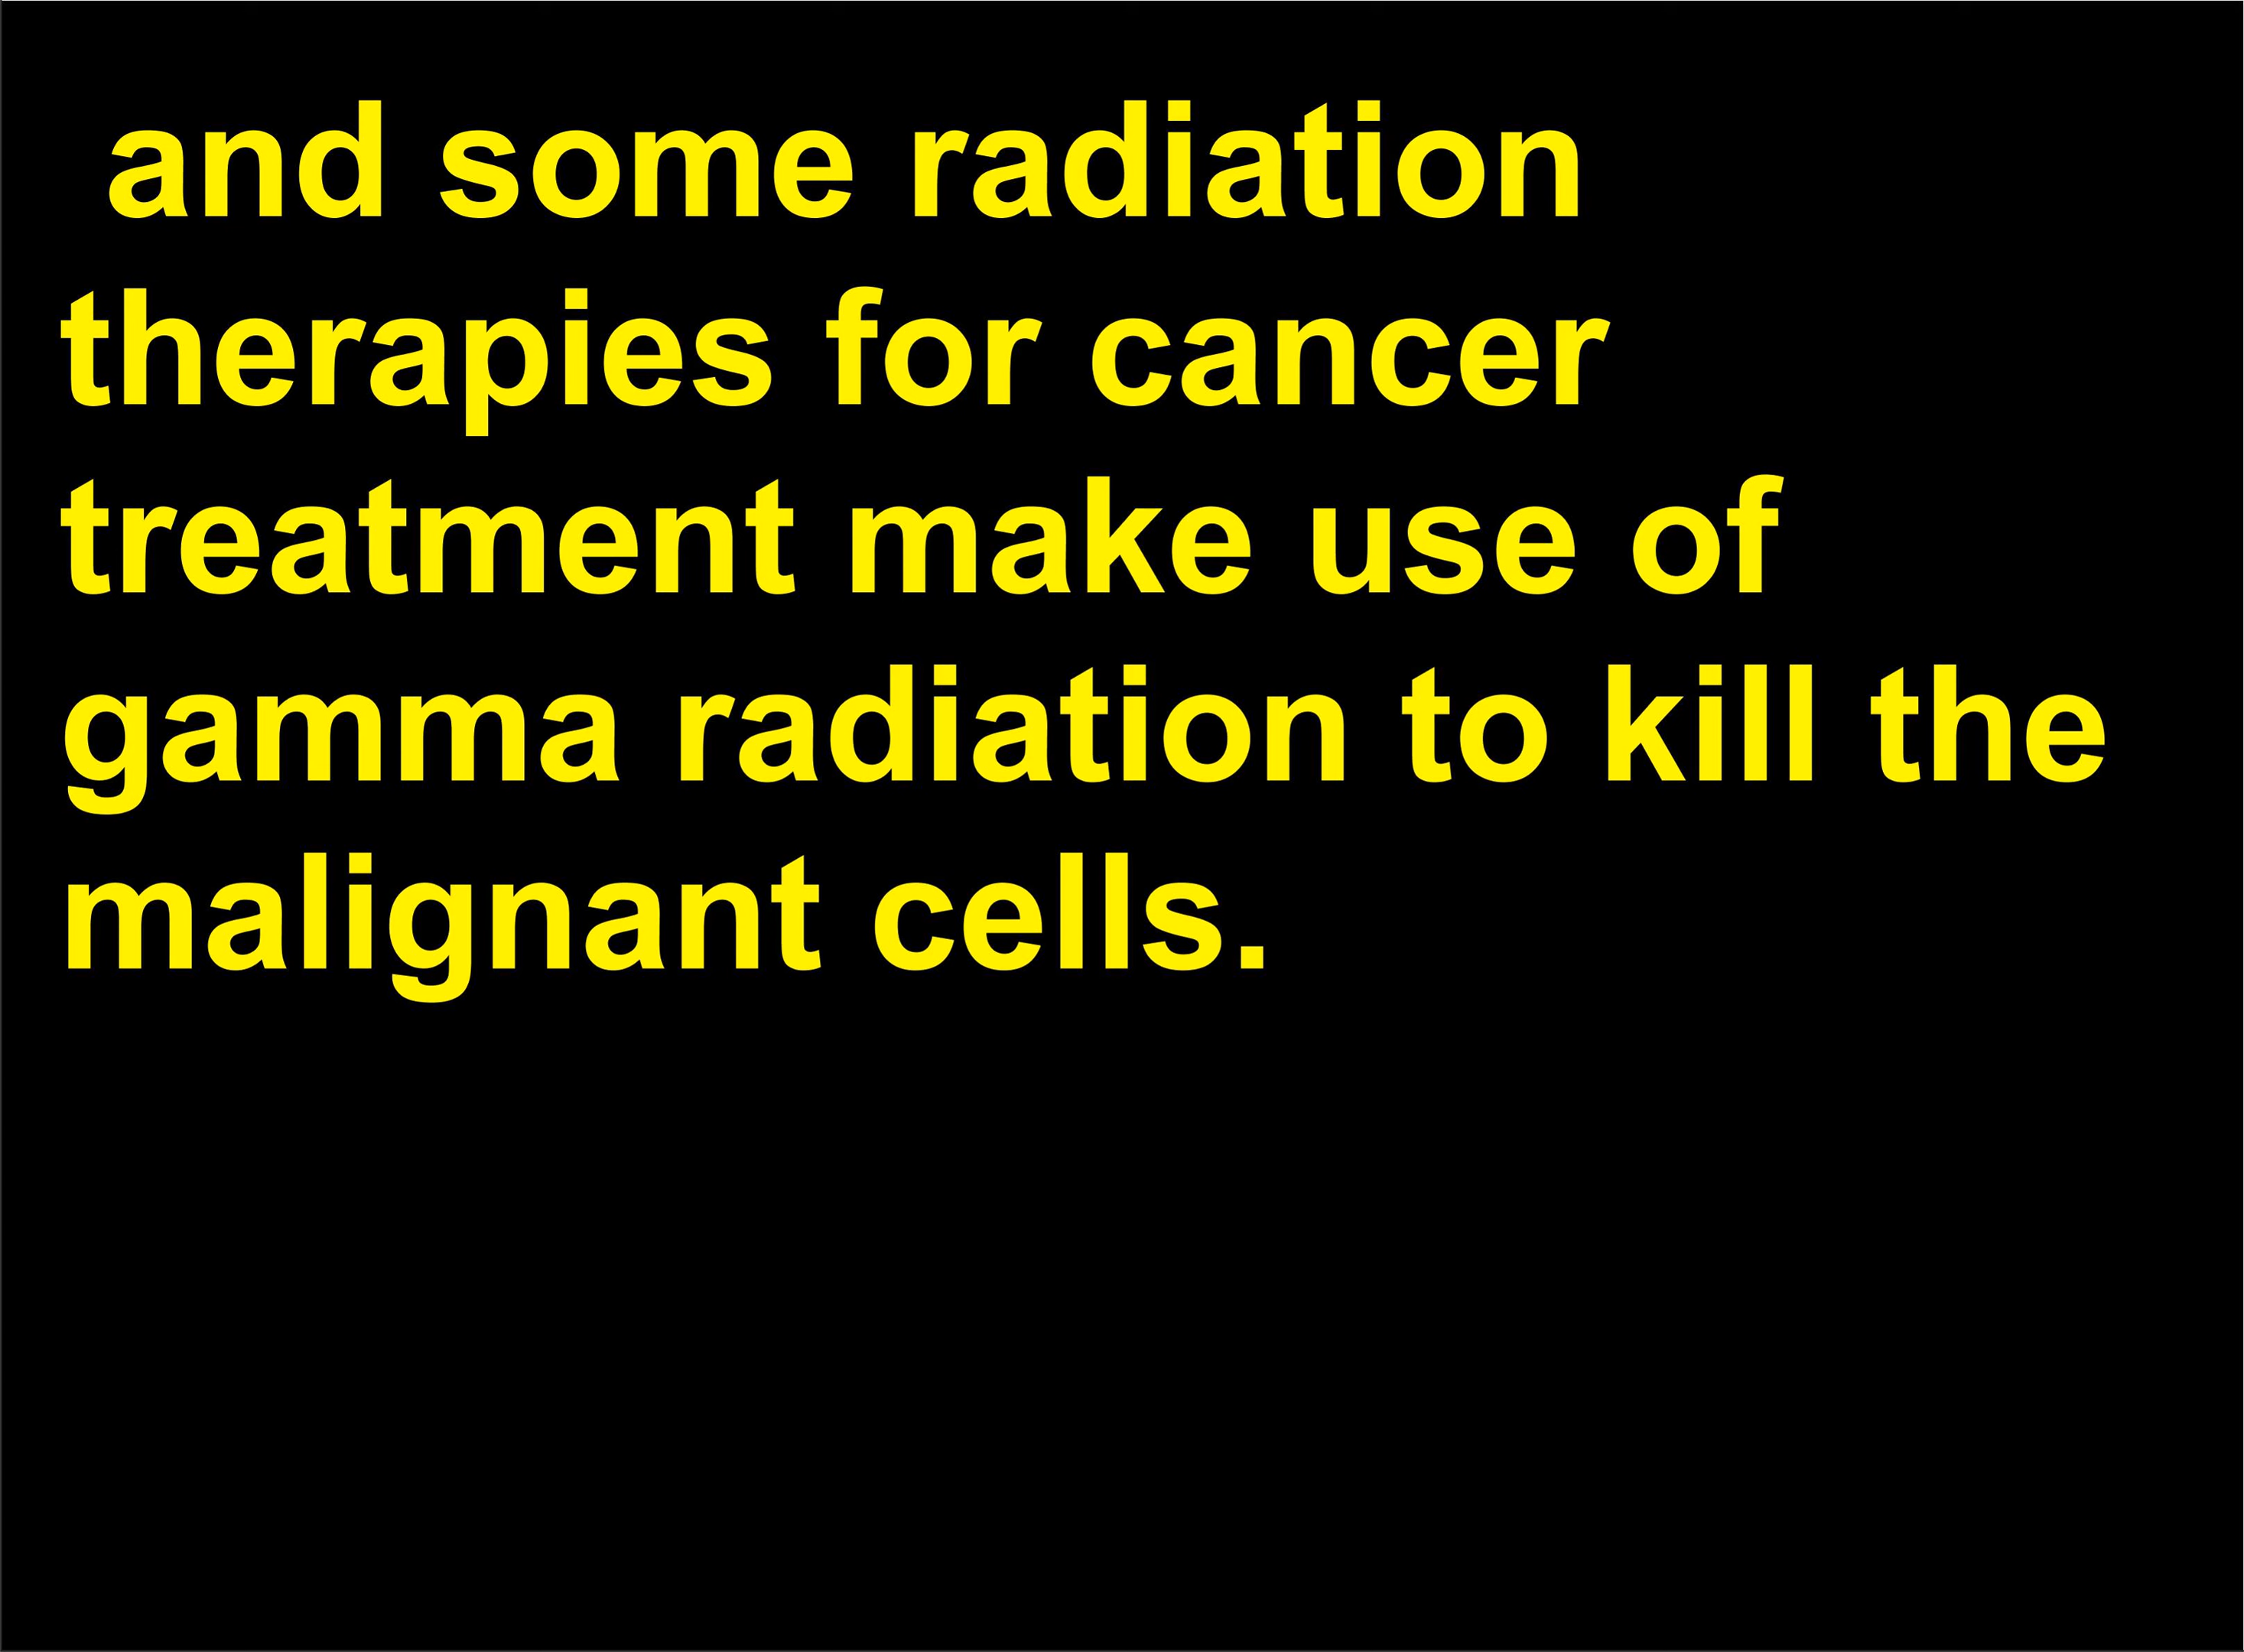 and some radiation
therapies for cancer
treatment make use of
gamma radiation to kill the
malignant cells.